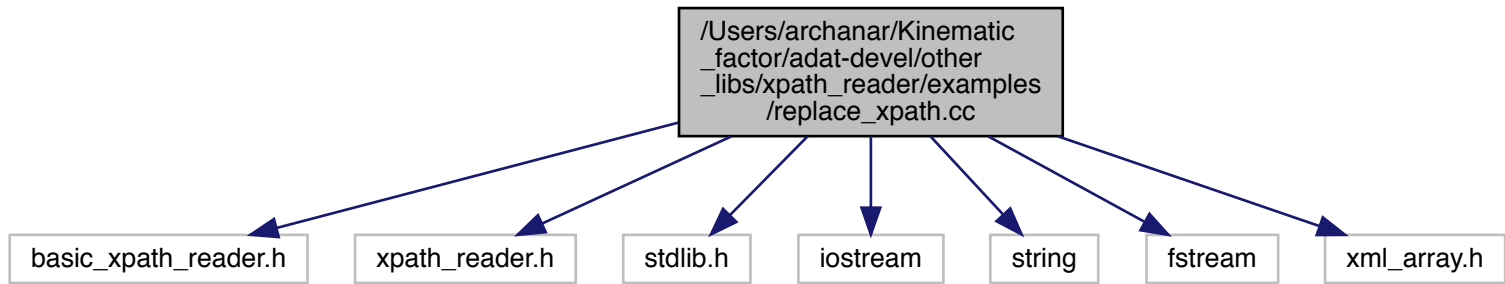 /Users/archanar/Kinematic
_factor/adat-devel/other
_libs/xpath_reader/examples
/replace_xpath.cc
basic_xpath_reader.h
xpath_reader.h
stdlib.h
iostream
string
fstream
xml_array.h